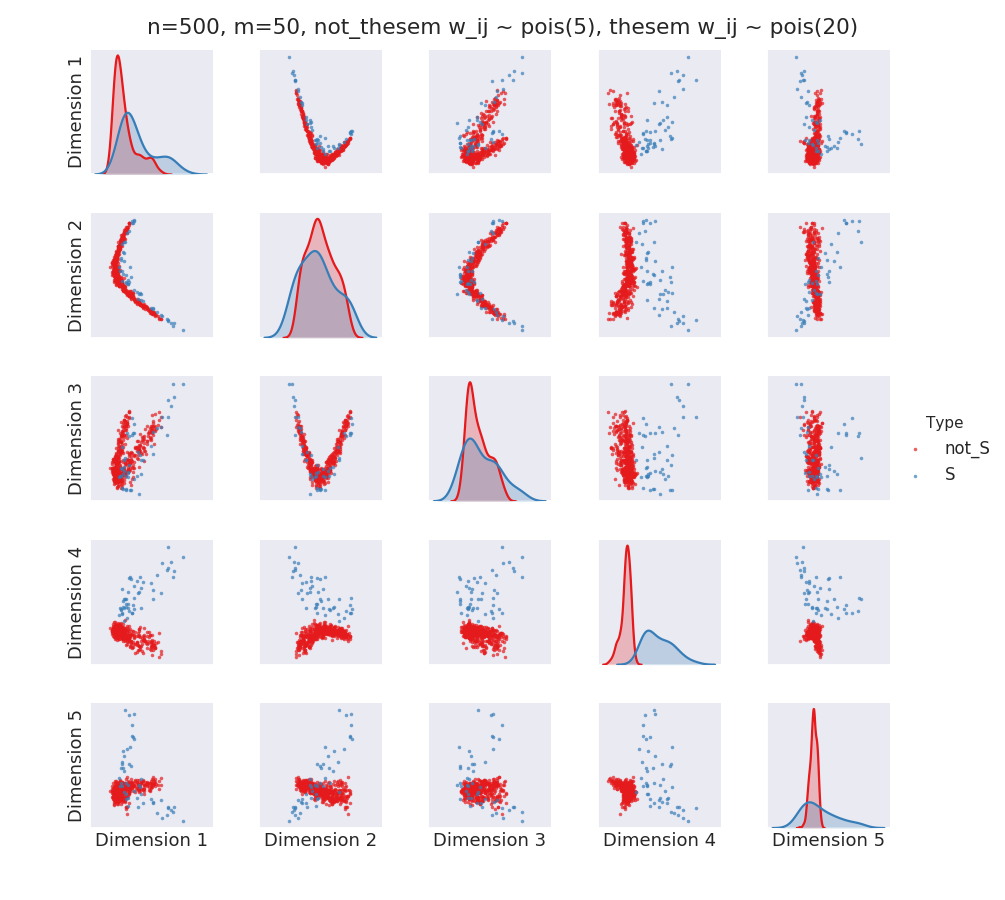 n=500, m=50, not_thesem w_ij ~ pois(5), thesem w_ij ~ pois(20)
Dimension 1
Dimension 2
Dimension 3
Dimension 4
Dimension 5
Type
not_S
S
Dimension 1
Dimension 2
Dimension 3
Dimension 4
Dimension 5